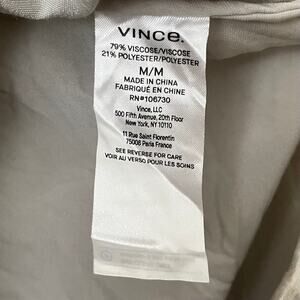 VINCE.
79% VISCOSE/VISCOSE
21% POLYESTER/POLYESTER
M/M
MADE IN CHINA
FABRIQUÉ EN CHINE
RN#106730
Vince, LLC
500 Fifth Avenue, 20th Floor
New York, NY 10110
11 Rue Saint Florentin
75008 Paris France
SEE REVERSE FOR CARE
VOIR AU VERSO POUR LES SOINS